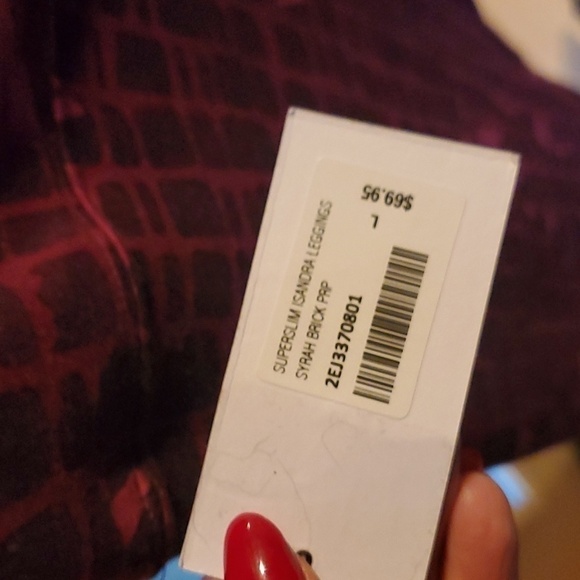 SUPERSLIM ISANDRA LEGGINGS
SYRAH BRICK PRP
2EJ3370801
L
$69.95